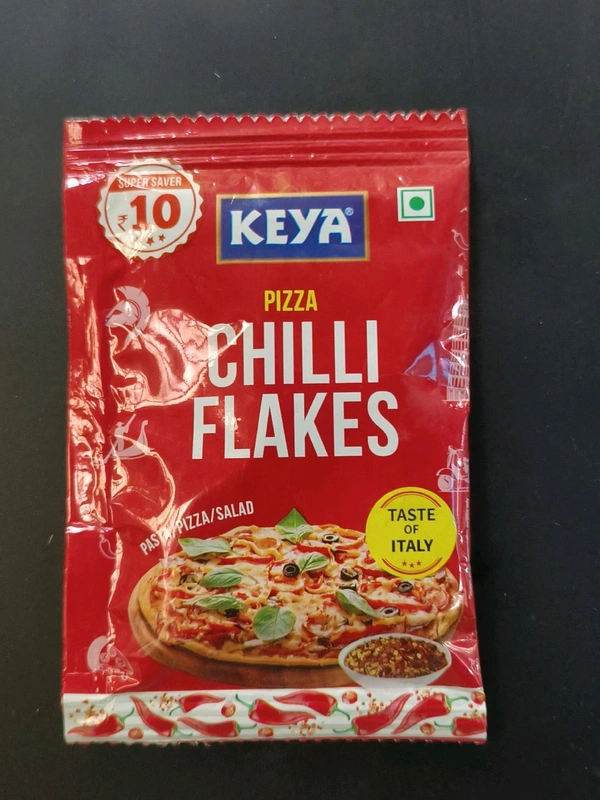 SUPER SAVER
₹10
KEYA®
PIZZA
CHILLI
FLAKES
PASTA/PIZZA/SALAD
TASTE
OF
ITALY